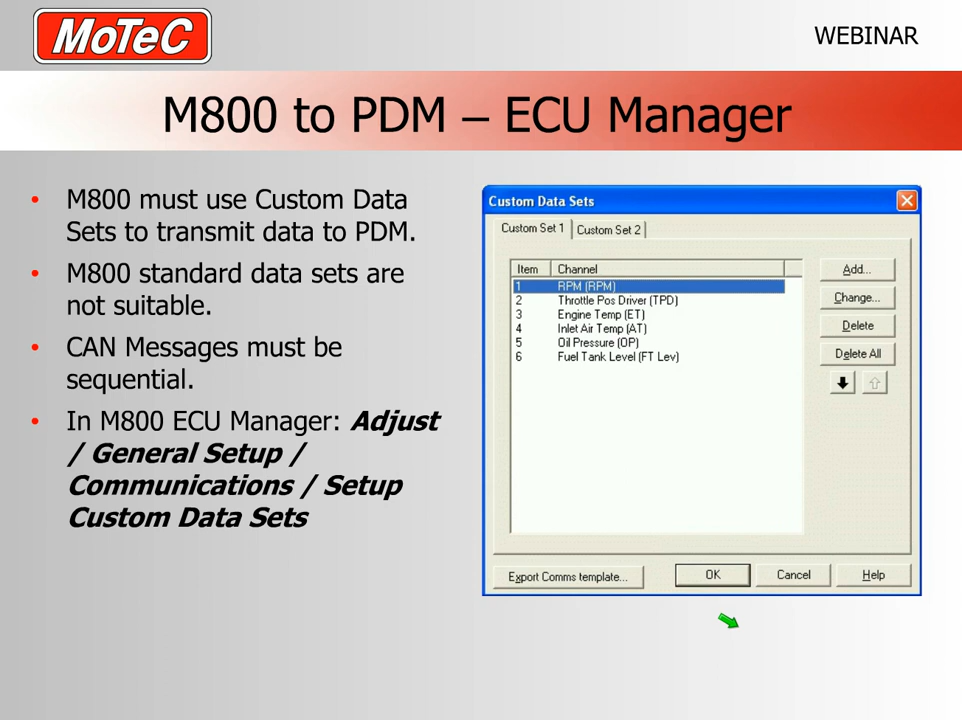 MoTeC
WEBINAR
M800 to PDM – ECU Manager
• M800 must use Custom Data
Sets to transmit data to PDM.
• M800 standard data sets are
not suitable.
• CAN Messages must be
sequential.
• In M800 ECU Manager: Adjust
/ General Setup /
Communications / Setup
Custom Data Sets
Custom Data Sets
Custom Set 1 Custom Set 2
Item Channel
1 RPM (RPM)
2 Throttle Pos Driver (TPD)
3 Engine Temp (ET)
4 Inlet Air Temp (AT)
5 Oil Pressure (OP)
6 Fuel Tank Level (FT Lev)
Add...
Change...
Delete
Delete All
Export Comms template... OK Cancel Help